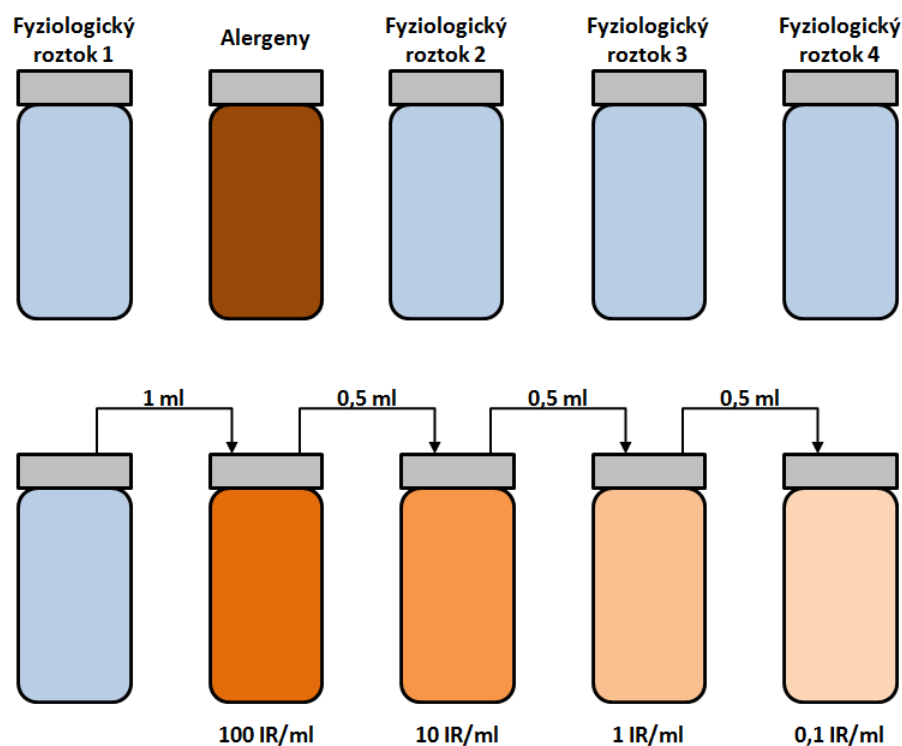 Fyziologický
roztok 1
Alergeny
Fyziologický
roztok 2
Fyziologický
roztok 3
Fyziologický
roztok 4
1 ml
0,5 ml
0,5 ml
0,5 ml
100 IR/ml
10 IR/ml
1 IR/ml
0,1 IR/ml